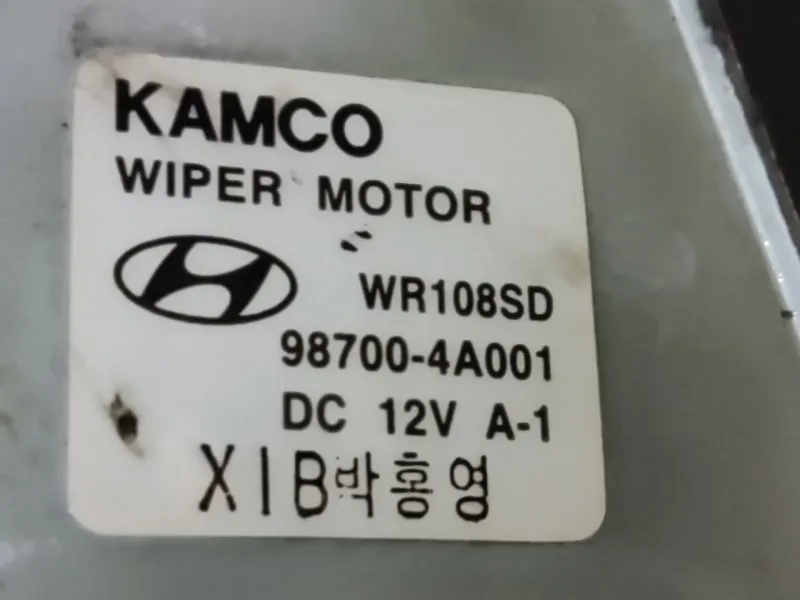 KAMCO
WIPER MOTOR
WR108SD
98700-4A001
DC 12V A-1
XIB박홍영